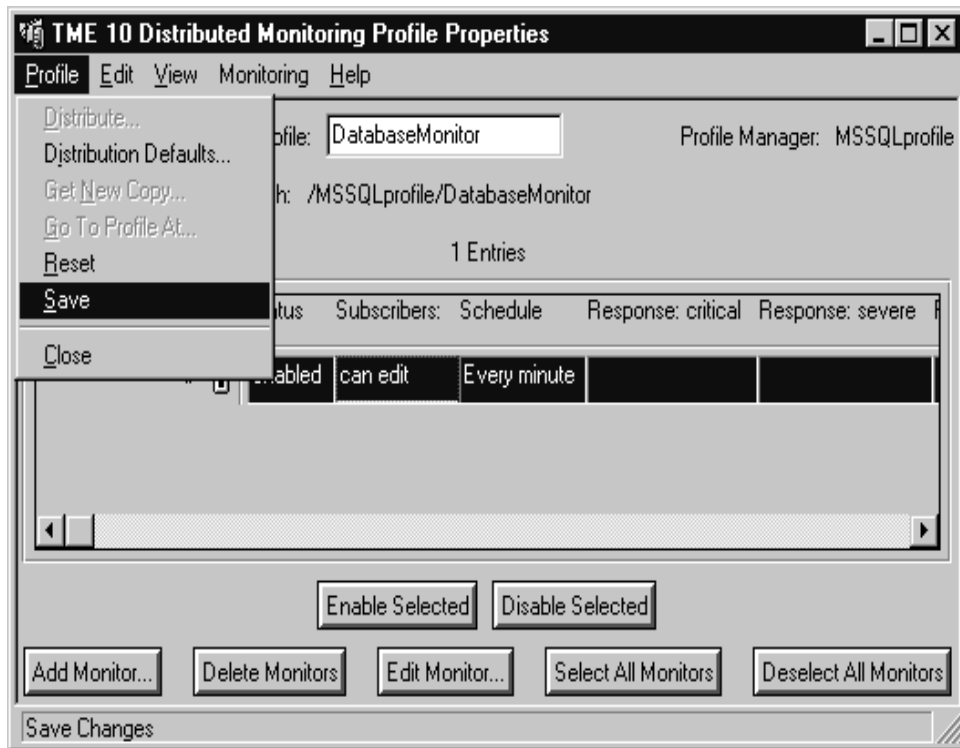 TME 10 Distributed Monitoring Profile Properties
Profile Edit View Monitoring Help
Distribute...
Distribution Defaults...
Get New Copy...
Go To Profile At...
Reset
Save
Close
ofile: DatabaseMonitor Profile Manager: MSSQLprofile
h: /MSSQLprofile/DatabaseMonitor
1 Entries
tus Subscribers: Schedule Response: critical Response: severe
enabled can edit Every minute
Enable Selected Disable Selected
Add Monitor... Delete Monitors Edit Monitor... Select All Monitors Deselect All Monitors
Save Changes